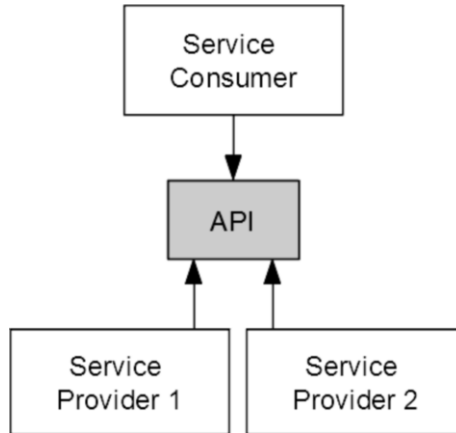 Service
Consumer
API
Service
Provider 1
Service
Provider 2